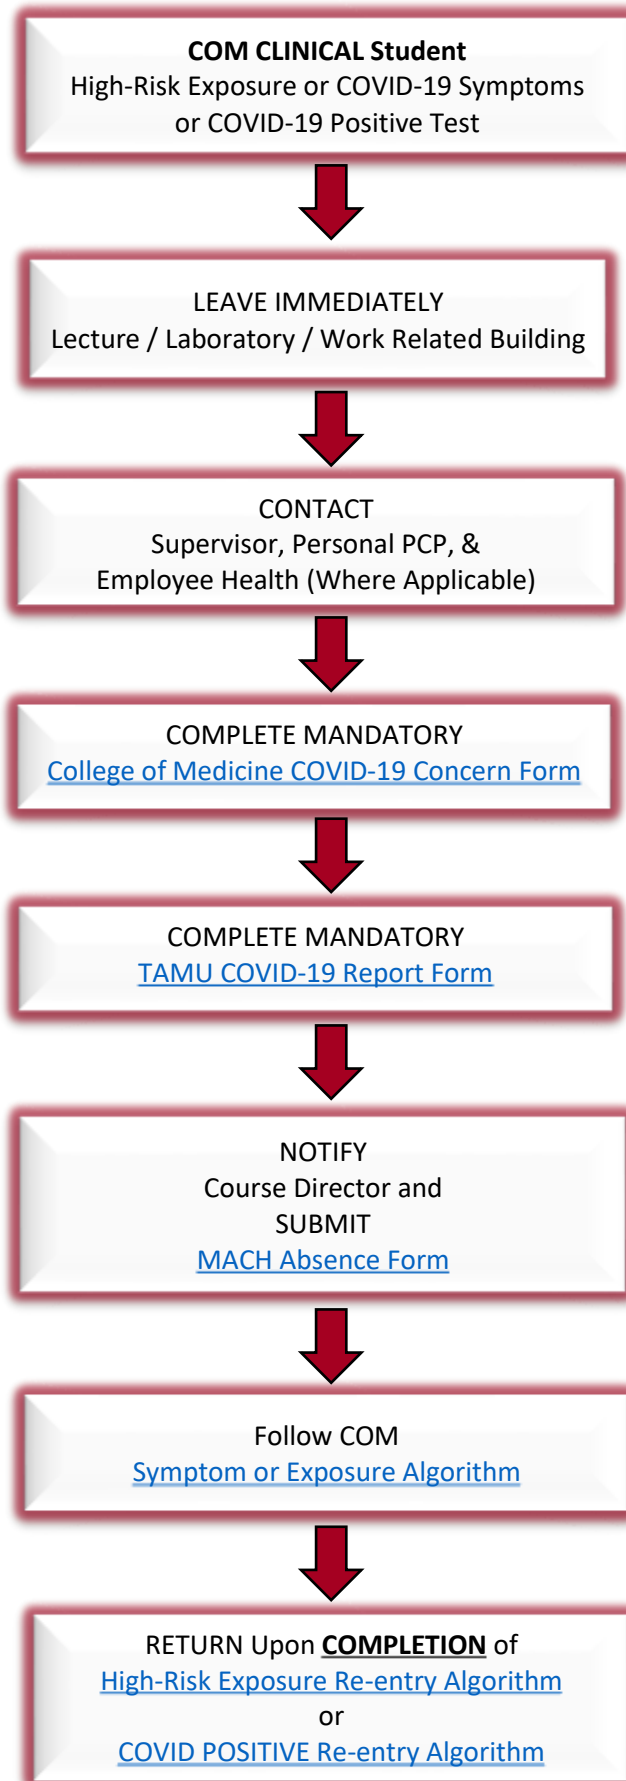 COM CLINICAL Student
High-Risk Exposure or COVID-19 Symptoms
or COVID-19 Positive Test
LEAVE IMMEDIATELY
Lecture / Laboratory / Work Related Building
CONTACT
Supervisor, Personal PCP, &
Employee Health (Where Applicable)
COMPLETE MANDATORY
College of Medicine COVID-19 Concern Form
COMPLETE MANDATORY
TAMU COVID-19 Report Form
NOTIFY
Course Director and
SUBMIT
MACH Absence Form
Follow COM
Symptom or Exposure Algorithm
RETURN Upon COMPLETION of
High-Risk Exposure Re-entry Algorithm
or
COVID POSITIVE Re-entry Algorithm